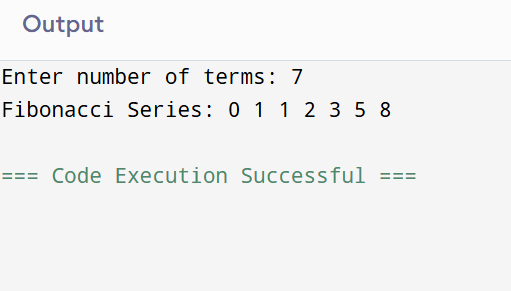 Output
Enter number of terms: 7
Fibonacci Series: 0 1 1 2 3 5 8
=== Code Execution Successful ===